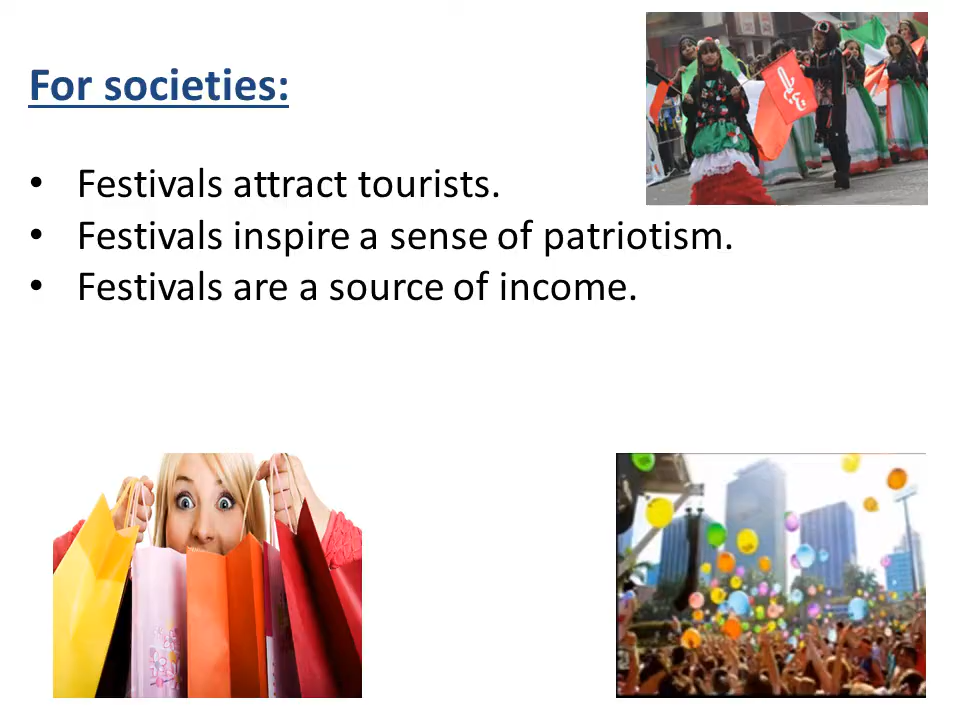 For societies:
• Festivals attract tourists.
• Festivals inspire a sense of patriotism.
• Festivals are a source of income.